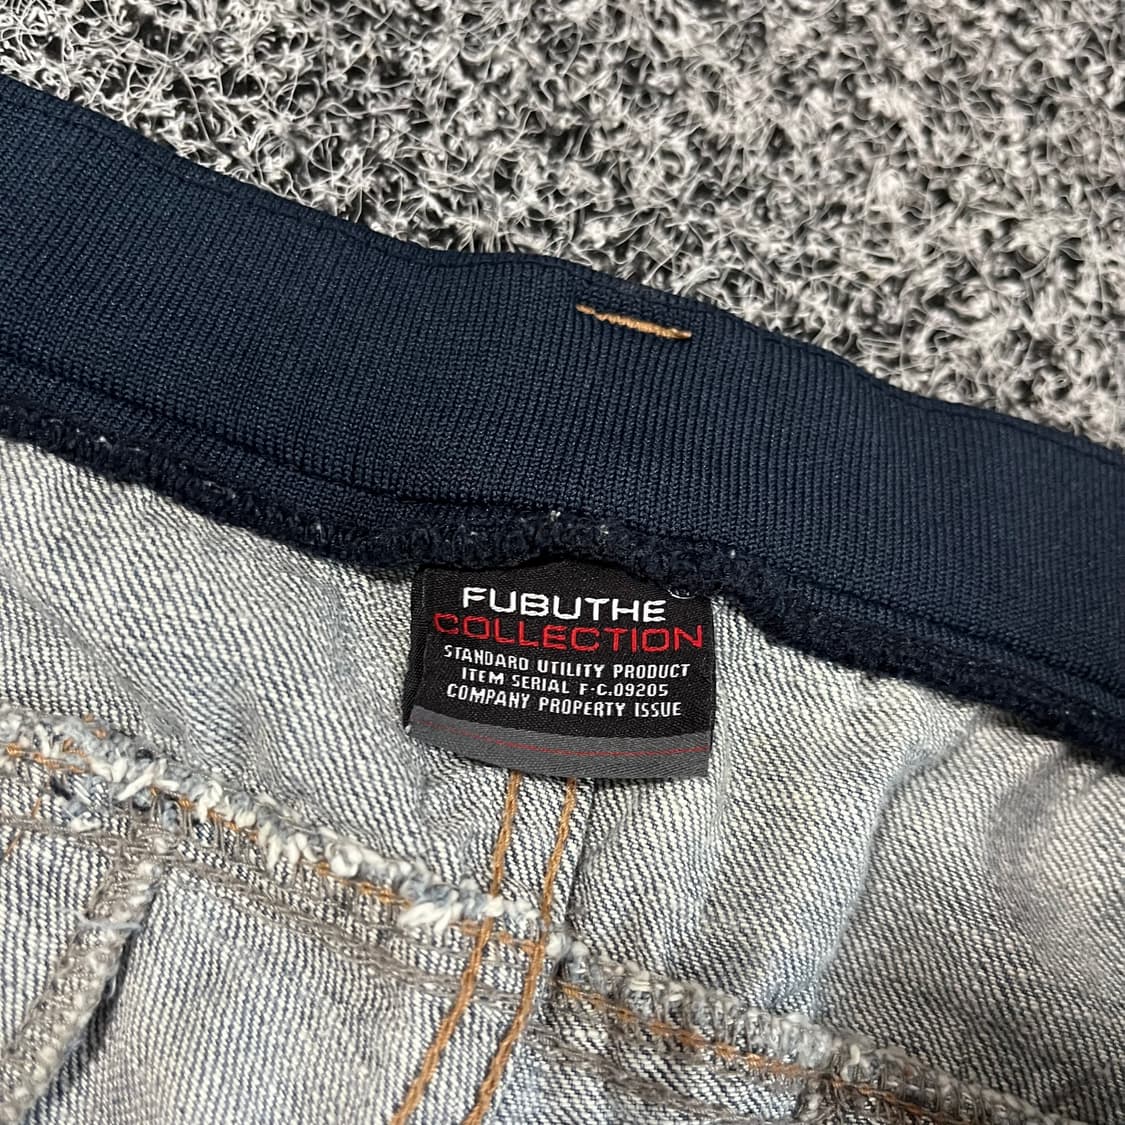 FUBUTHE
COLLECTION
STANDARD UTILITY PRODUCT
ITEM SERIAL F-C.09205
COMPANY PROPERTY ISSUE